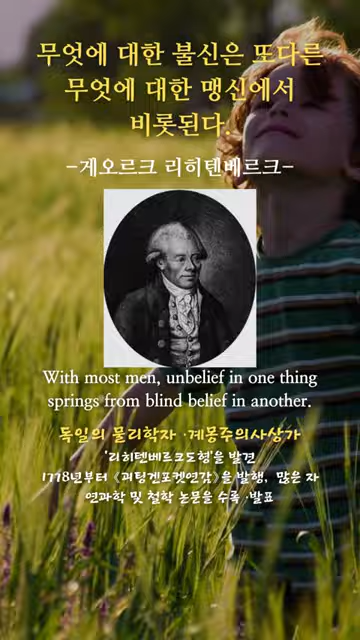 무엇에 대한 불신은 또다른
무엇에 대한 맹신에서
비롯된다.
-게오르크 리히텐베르크-
With most men, unbelief in one thing
springs from blind belief in another.
독일의 물리학자 ·계몽주의사상가
'리히텐베르크도형'을 발견
1778년부터 《괴팅겐포켓연감》을 발행, 많은 자
연과학 및 철학 논문을 수록 ·발표